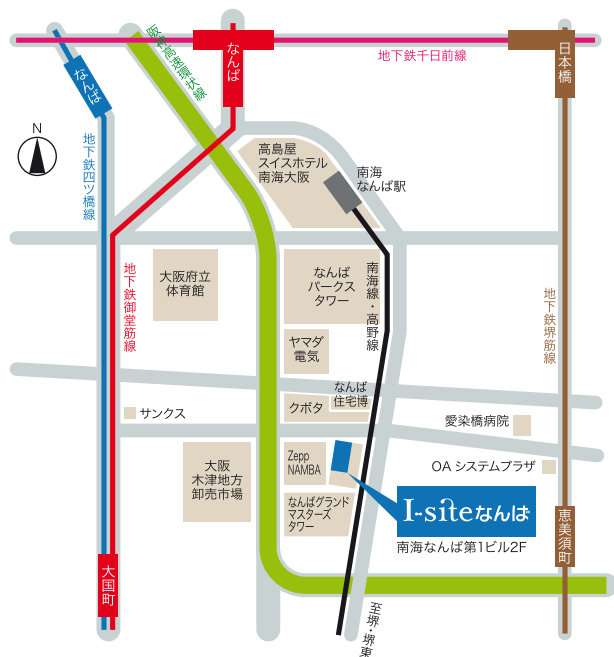 なんば
阪神高速環状線
なんば
地下鉄千日前線
日本橋
N
地下鉄四ツ橋線
高島屋
スイスホテル
南海大阪
南海
なんば駅
大阪府立
体育館
地下鉄御堂筋線
なんば
パークス
タワー
南海線・高野線
地下鉄堺筋線
ヤマダ
電気
なんば
住宅博
クボタ
サンクス
愛染橋病院
大阪
木津地方
卸売市場
Zepp
NAMBA
OA システムプラザ
なんばグランド
マスターズ
タワー
I-siteなんば
南海なんば第1ビル2F
恵美須町
大国町
至堺・堺東